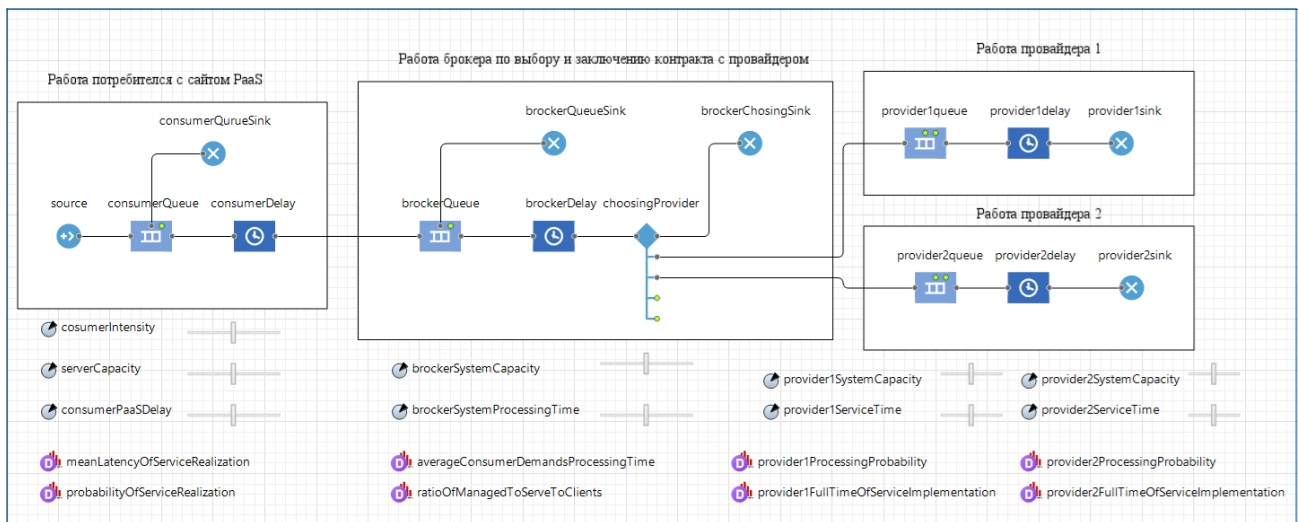 Работа потребителся с сайтом PaaS
consumerQurueSink
source
consumerQueue
consumerDelay
Работа брокера по выбору и заключению контракта с провайдером
brockerQueueSink
brockerChosingSink
brockerQueue
brockerDelay
choosingProvider
Работа провайдера 1
provider1queue
provider1delay
provider1sink
Работа провайдера 2
provider2queue
provider2delay
provider2sink
cosumerIntensity
serverCapacity
consumerPaaSDelay
brockerSystemCapacity
brockerSystemProcessingTime
provider1SystemCapacity
provider1ServiceTime
provider2SystemCapacity
provider2ServiceTime
meanLatencyOfServiceRealization
probabilityOfServiceRealization
averageConsumerDemandsProcessingTime
ratioOfManagedToServeToClients
provider1ProcessingProbability
provider1FullTimeOfServiceImplementation
provider2ProcessingProbability
provider2FullTimeOfServiceImplementation